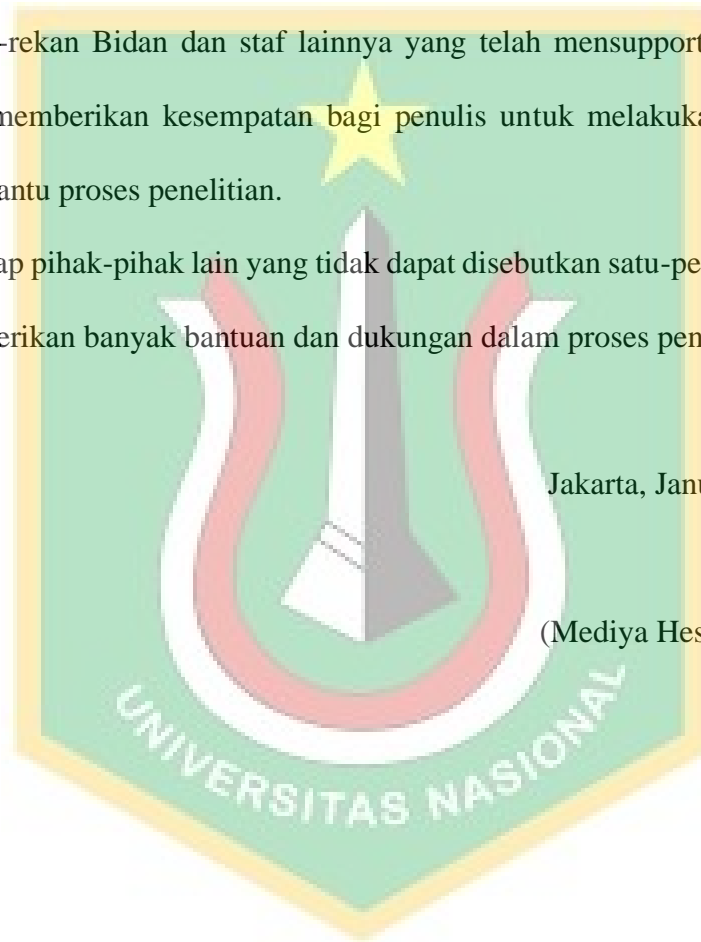 -rekan Bidan dan staf lainnya yang telah mensupport
memberikan kesempatan bagi penulis untuk melakuka
antu proses penelitian.
ap pihak-pihak lain yang tidak dapat disebutkan satu-pe
erikan banyak bantuan dan dukungan dalam proses pen
Jakarta, Janu
(Mediya Hes
UNIVERSITAS NASIONAL